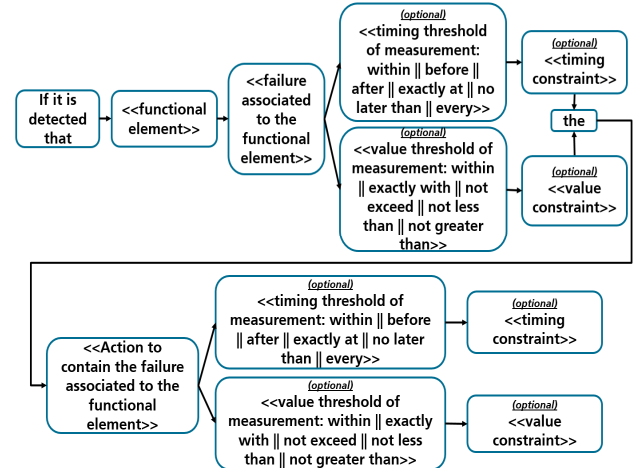 If it is
detected
that
<<functional
element>>
<<failure
associated
to the
functional
element>>
(optional)
<<timing threshold
of measurement:
within || before ||
after || exactly at || no
later than || every>>
(optional)
<<timing
constraint>>
(optional)
<<value threshold of
measurement: within
|| exactly with || not
exceed || not less
than || not greater
than>>
(optional)
<<value
constraint>>
the
<<Action to
contain the failure
associated to the
functional
element>>
(optional)
<<timing threshold of
measurement: within || before
|| after || exactly at || no later
than || every>>
(optional)
<<timing
constraint>>
(optional)
<<value threshold of
measurement: within || exactly
with || not exceed || not less
than || not greater than>>
(optional)
<<value
constraint>>